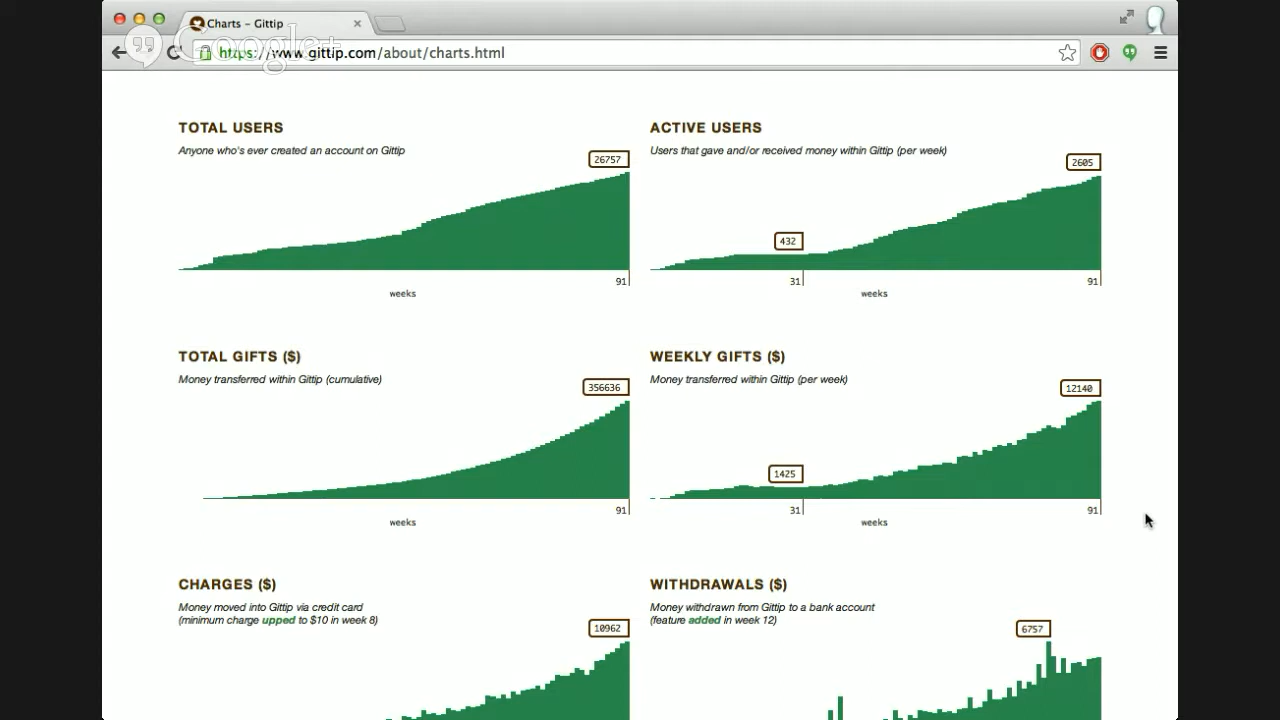 Charts – Gittip
Google+
https://www.gittip.com/about/charts.html
TOTAL USERS
Anyone who's ever created an account on Gittip
26757
91
weeks
ACTIVE USERS
Users that gave and/or received money within Gittip (per week)
2605
432
31
91
weeks
TOTAL GIFTS ($)
Money transferred within Gittip (cumulative)
356636
91
weeks
WEEKLY GIFTS ($)
Money transferred within Gittip (per week)
12140
1425
31
91
weeks
CHARGES ($)
Money moved into Gittip via credit card
(minimum charge upped to $10 in week 8)
10962
WITHDRAWALS ($)
Money withdrawn from Gittip to a bank account
(feature added in week 12)
6757